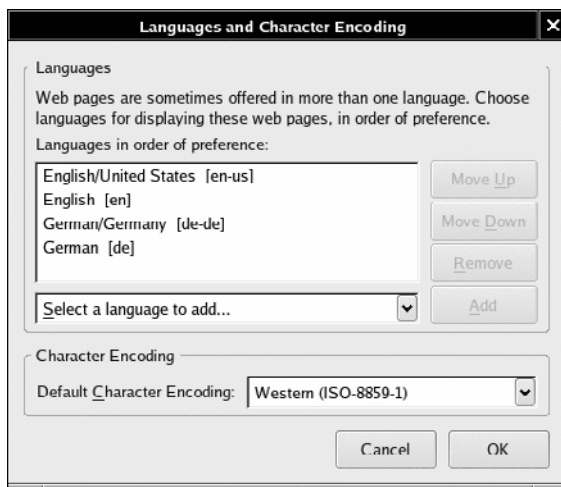 Languages and Character Encoding
Languages
Web pages are sometimes offered in more than one language. Choose
languages for displaying these web pages, in order of preference.
Languages in order of preference:
English/United States [en-us]
English [en]
German/Germany [de-de]
German [de]
Move Up
Move Down
Remove
Select a language to add...
Add
Character Encoding
Default Character Encoding:
Western (ISO-8859-1)
Cancel
OK